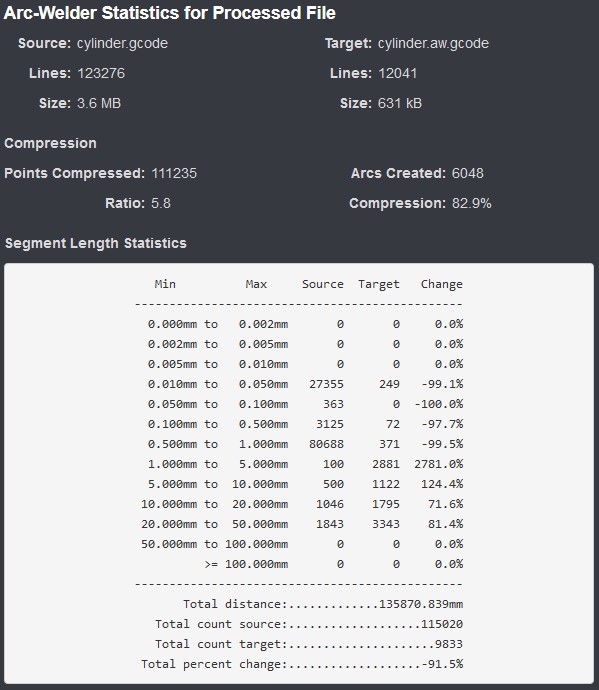 Arc-Welder Statistics for Processed File
Source: cylinder.gcode Target: cylinder.aw.gcode
Lines: 123276 Lines: 12041
Size: 3.6 MB Size: 631 kB
Compression
Points Compressed: 111235 Arcs Created: 6048
Ratio: 5.8 Compression: 82.9%
Segment Length Statistics
Min Max Source Target Change
-----------------------------------------------
0.000mm to 0.002mm 0 0 0.0%
0.002mm to 0.005mm 0 0 0.0%
0.005mm to 0.010mm 0 0 0.0%
0.010mm to 0.050mm 27355 249 -99.1%
0.050mm to 0.100mm 363 0 -100.0%
0.100mm to 0.500mm 3125 72 -97.7%
0.500mm to 1.000mm 80688 371 -99.5%
1.000mm to 5.000mm 100 2881 2781.0%
5.000mm to 10.000mm 500 1122 124.4%
10.000mm to 20.000mm 1046 1795 71.6%
20.000mm to 50.000mm 1843 3343 81.4%
50.000mm to 100.000mm 0 0 0.0%
>= 100.000mm 0 0 0.0%
-----------------------------------------------
Total distance:.............135870.839mm
Total count source:...................115020
Total count target:.....................9833
Total percent change:...................-91.5%